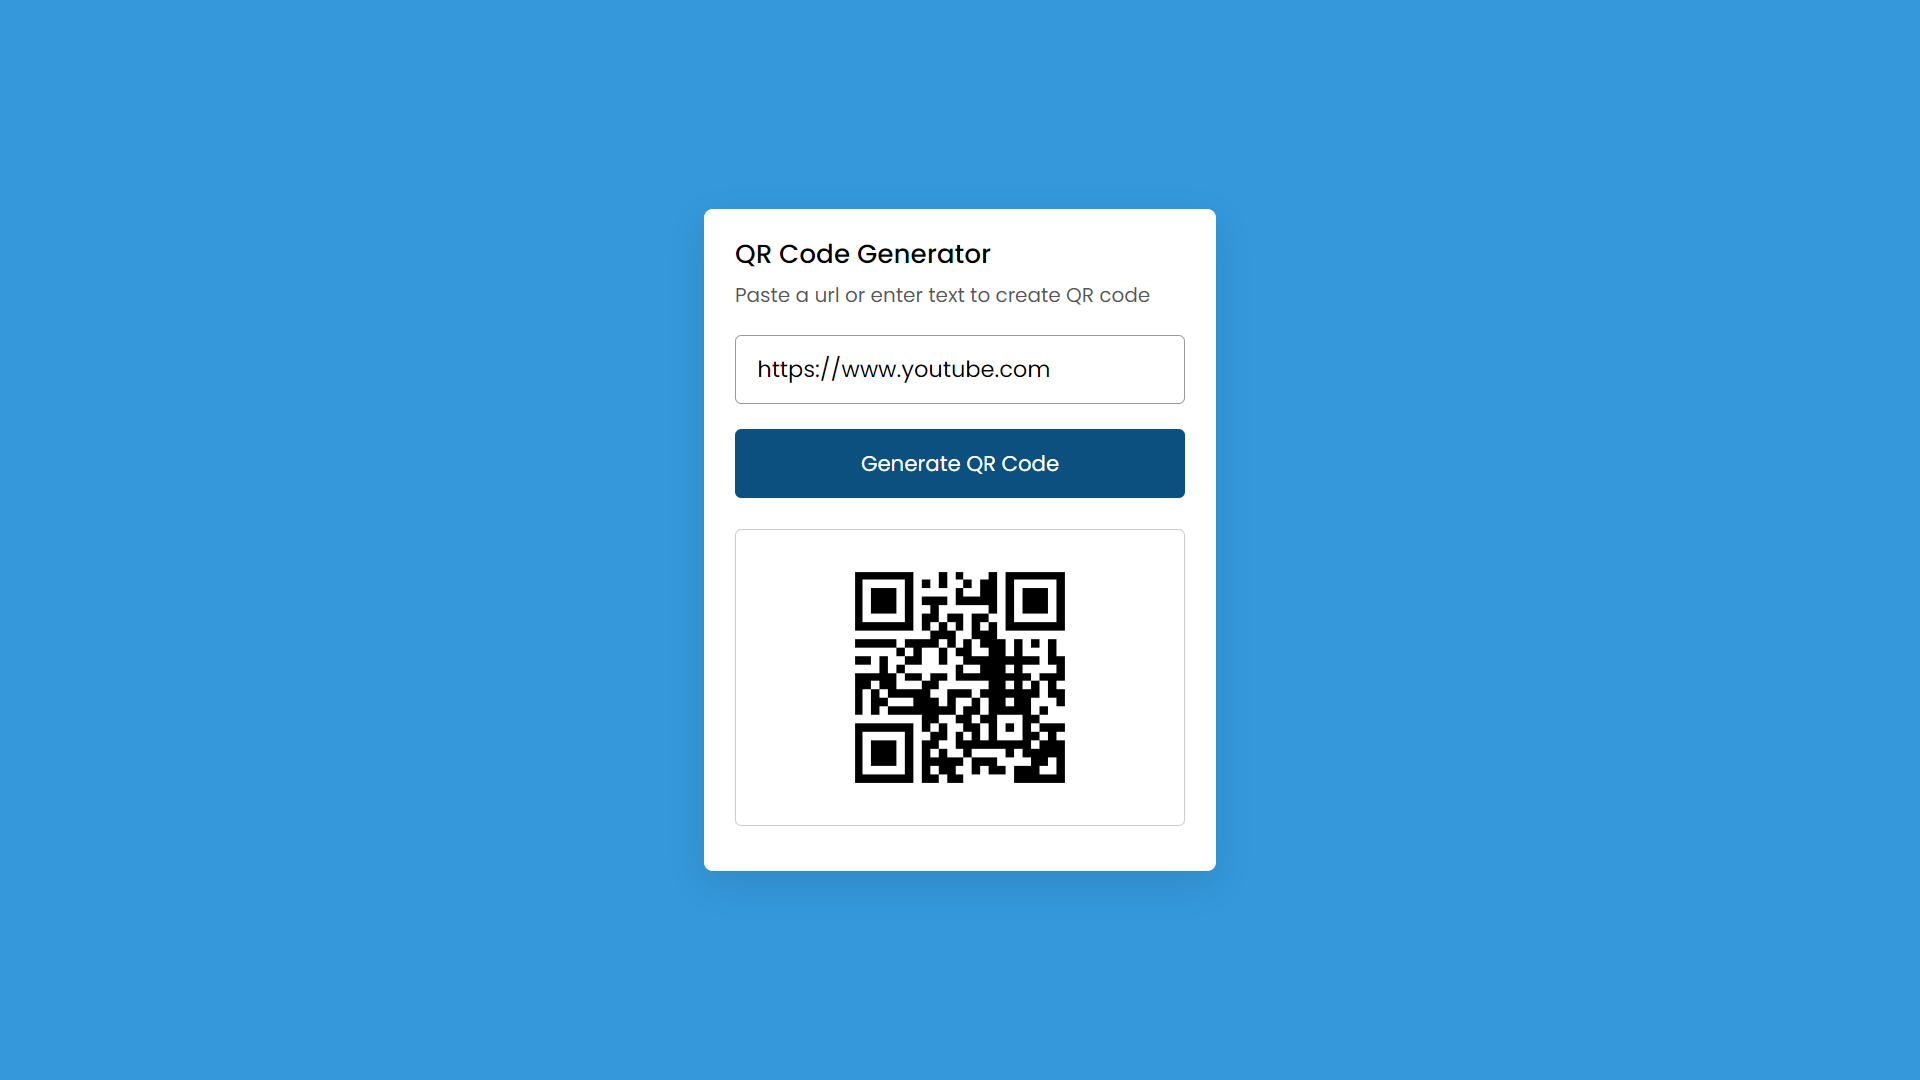 QR Code Generator
Paste a url or enter text to create QR code
https://www.youtube.com
Generate QR Code